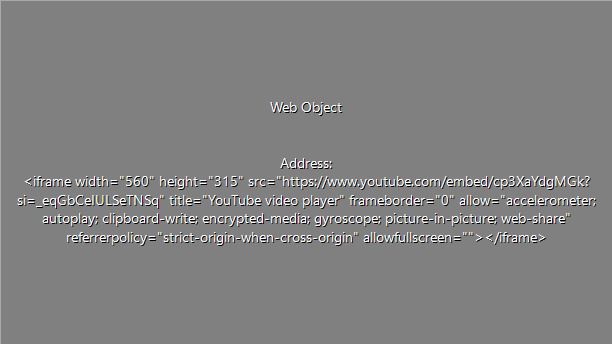 Web Object
Address:
<iframe width="560" height="315" src="https://www.youtube.com/embed/cp3XaYdgMGk?
si=_eqGbCeIULSeTNSq" title="YouTube video player" frameborder="0" allow="accelerometer;
autoplay; clipboard-write; encrypted-media; gyroscope; picture-in-picture; web-share"
referrerpolicy="strict-origin-when-cross-origin" allowfullscreen=""></iframe>